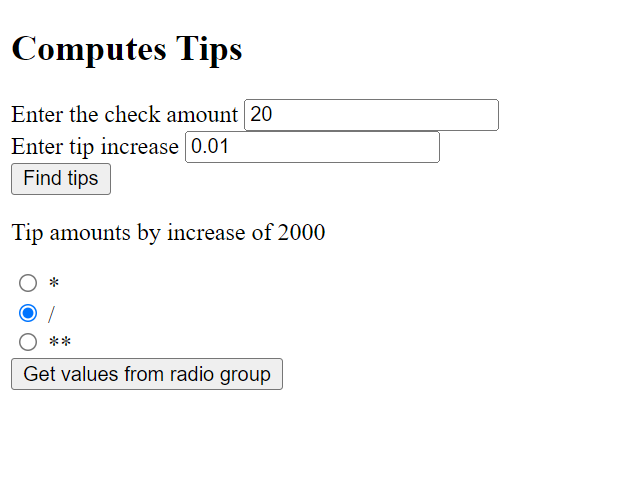 Computes Tips
Enter the check amount 20
Enter tip increase 0.01
Find tips
Tip amounts by increase of 2000
*
/
**
Get values from radio group